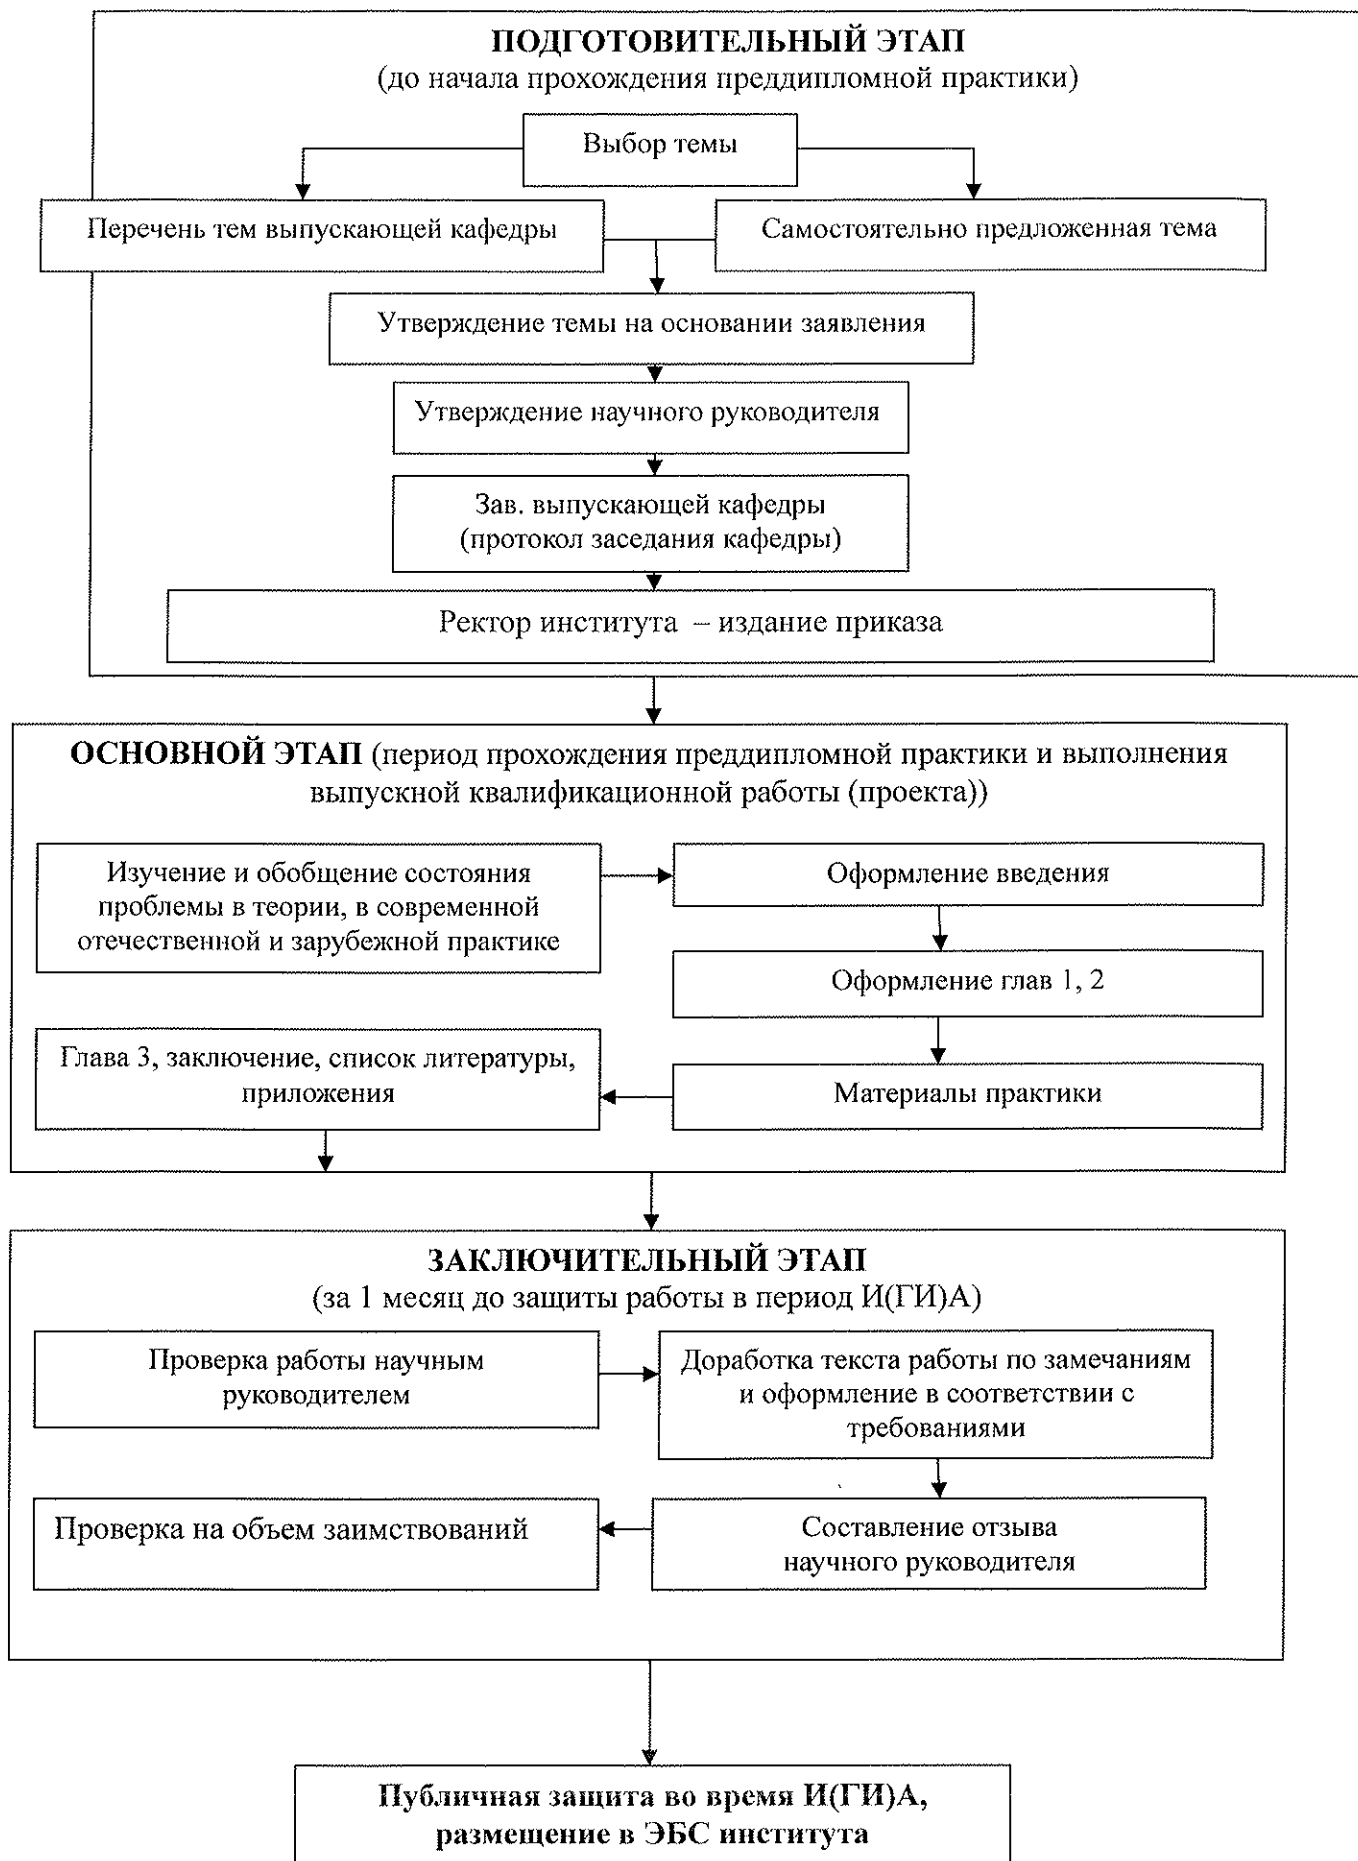 ПОДГОТОВИТЕЛЬНЫЙ ЭТАП
(до начала прохождения преддипломной практики)
Выбор темы
Перечень тем выпускающей кафедры
Самостоятельно предложенная тема
Утверждение темы на основании заявления
Утверждение научного руководителя
Зав. выпускающей кафедры
(протокол заседания кафедры)
Ректор института – издание приказа
ОСНОВНОЙ ЭТАП (период прохождения преддипломной практики и выполнения
выпускной квалификационной работы (проекта))
Изучение и обобщение состояния
проблемы в теории, в современной
отечественной и зарубежной практике
Оформление введения
Оформление глав 1, 2
Материалы практики
Глава 3, заключение, список литературы,
приложения
ЗАКЛЮЧИТЕЛЬНЫЙ ЭТАП
(за 1 месяц до защиты работы в период И(ГИ)А)
Проверка работы научным
руководителем
Доработка текста работы по замечаниям
и оформление в соответствии с
требованиями
Составление отзыва
научного руководителя
Проверка на объем заимствований
Публичная защита во время И(ГИ)А,
размещение в ЭБС института